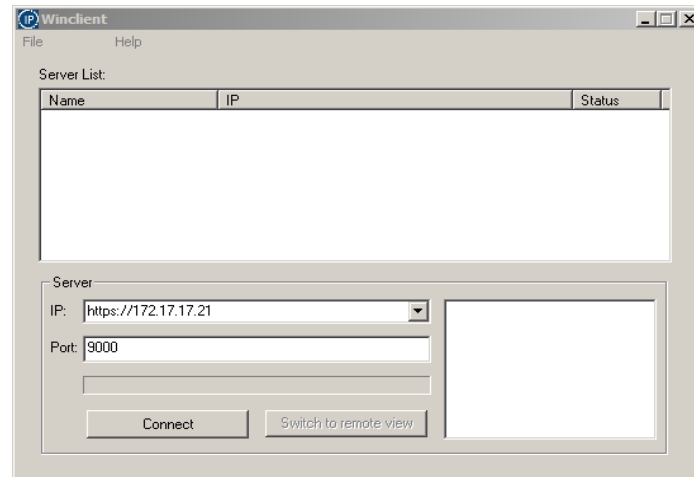 IP Winclient
File Help
Server List:
Name IP Status
Server
IP: https://172.17.17.21
Port: 9000
Connect Switch to remote view